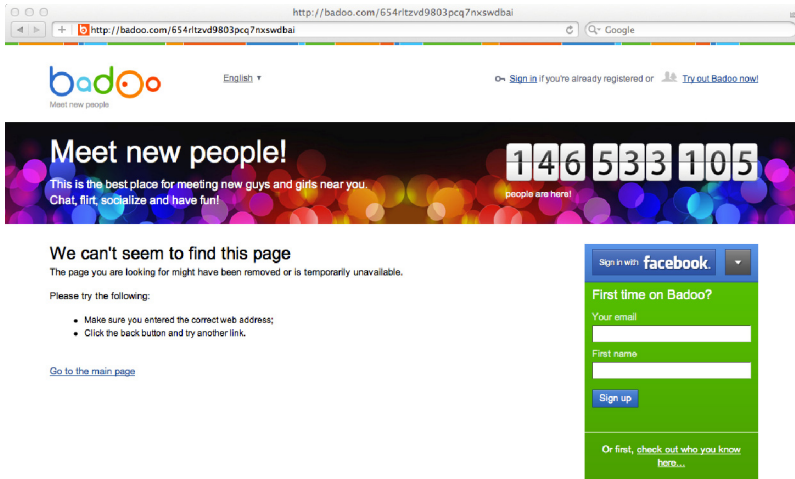 http://badoo.com/654rltzvd9803pcq7nxswdbai
http://badoo.com/654rltzvd9803pcq7nxswdbai
Google
badoo
Meet new people
English
Sign in if you're already registered or
Try out Badoo now!
Meet new people!
This is the best place for meeting new guys and girls near you.
Chat, flirt, socialize and have fun!
146 533 105
people are here!
We can't seem to find this page
The page you are looking for might have been removed or is temporarily unavailable.
Please try the following:
• Make sure you entered the correct web address;
• Click the back button and try another link.
Go to the main page
Sign in with facebook.
First time on Badoo?
Your email
First name
Sign up
Or first, check out who you know
here...